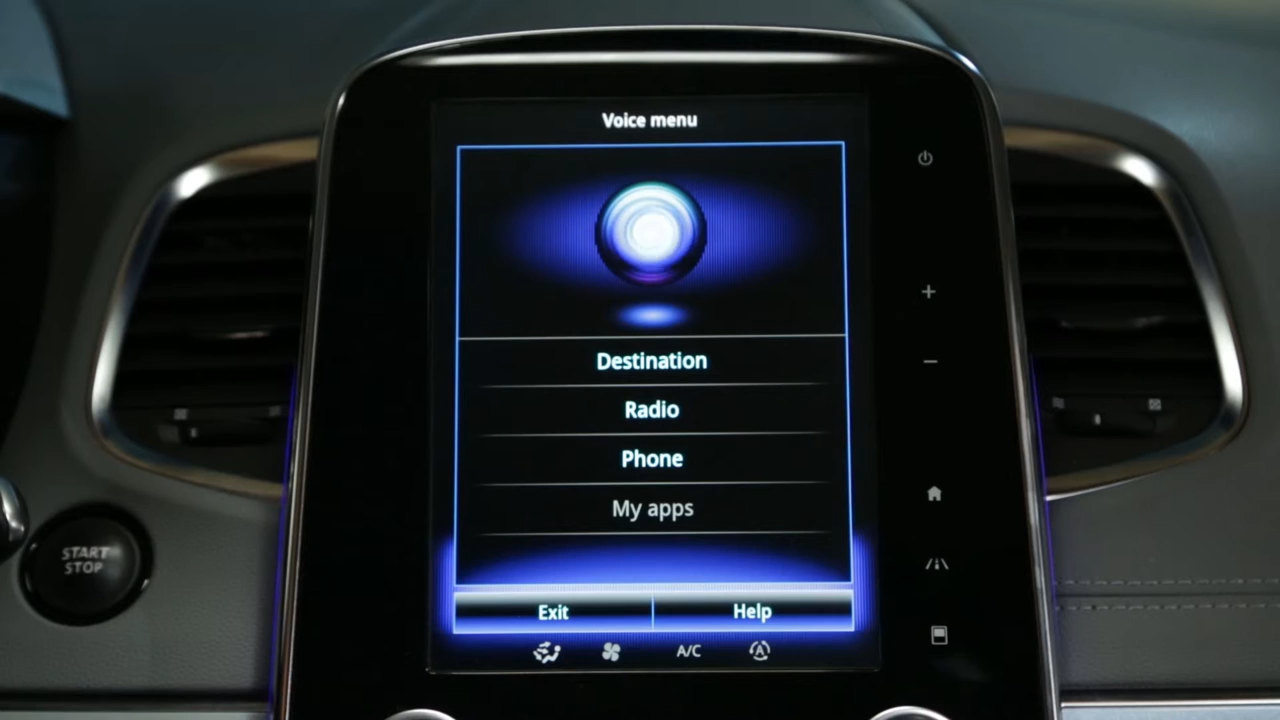 Voice menu
Destination
Radio
Phone
My apps
Exit
Help
A/C
A
START
STOP